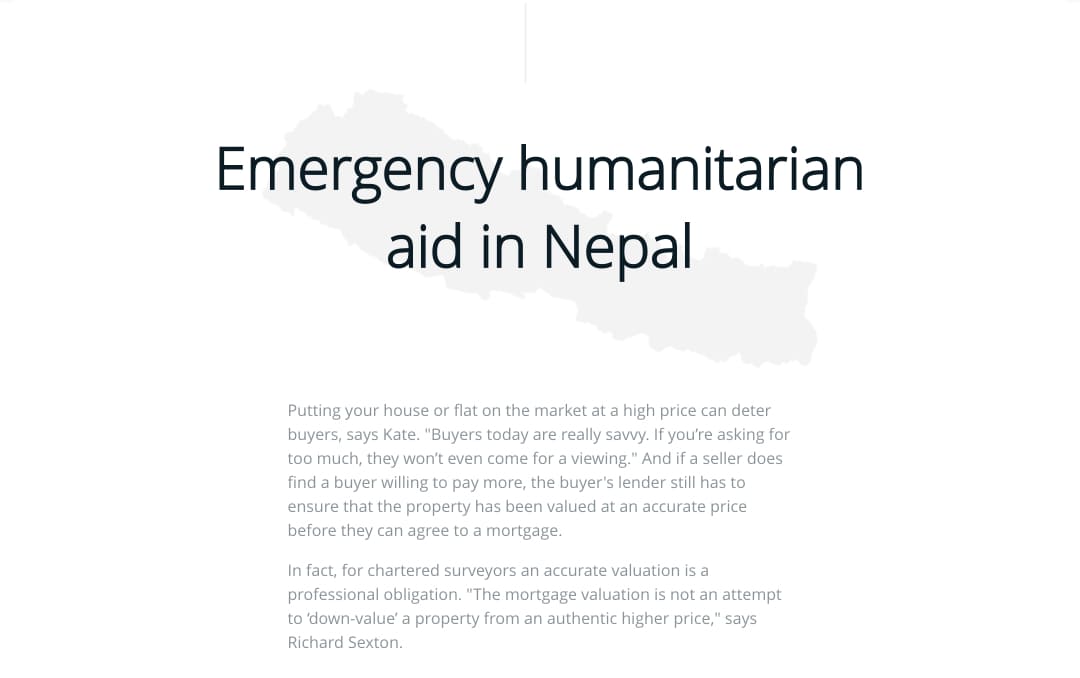 Emergency humanitarian
aid in Nepal
Putting your house or flat on the market at a high price can deter
buyers, says Kate. "Buyers today are really savvy. If you’re asking for
too much, they won’t even come for a viewing." And if a seller does
find a buyer willing to pay more, the buyer's lender still has to
ensure that the property has been valued at an accurate price
before they can agree to a mortgage.
In fact, for chartered surveyors an accurate valuation is a
professional obligation. "The mortgage valuation is not an attempt
to ‘down-value’ a property from an authentic higher price," says
Richard Sexton.